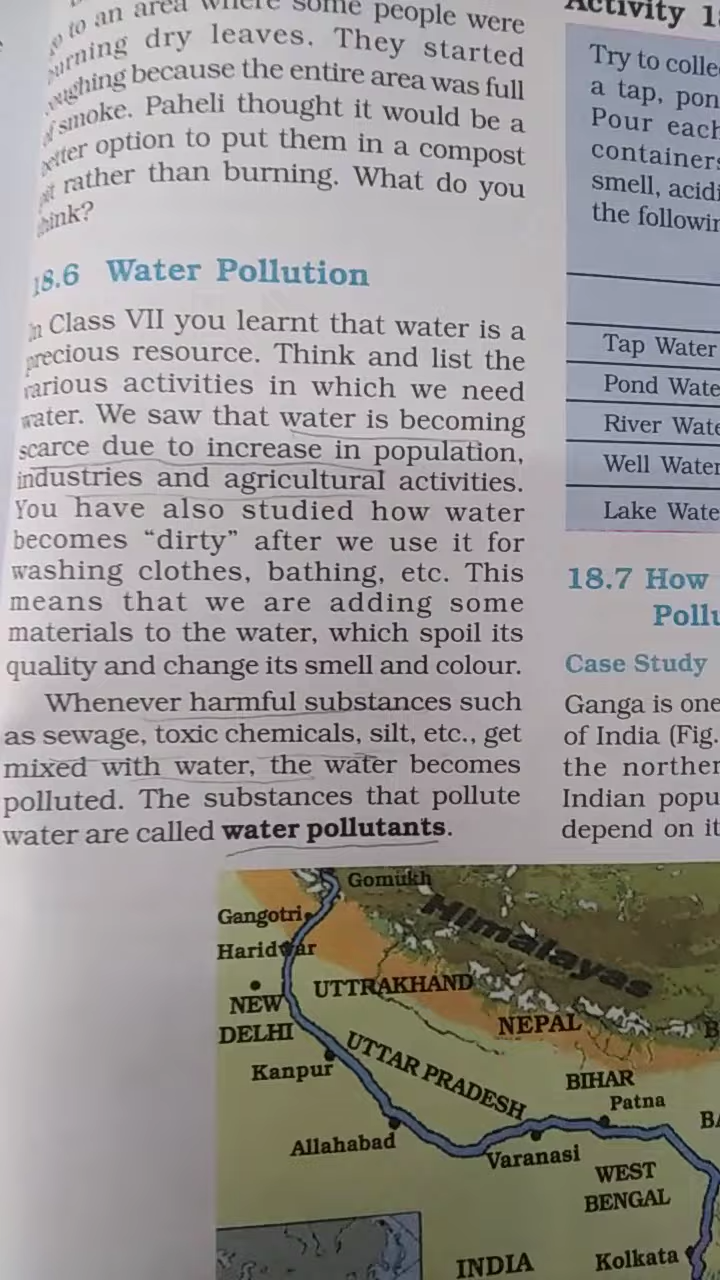 to an area where some people were
burning dry leaves. They started
coughing because the entire area was full
of smoke. Paheli thought it would be a
better option to put them in a compost
pit rather than burning. What do you
think?
18.6 Water Pollution
In Class VII you learnt that water is a
precious resource. Think and list the
various activities in which we need
water. We saw that water is becoming
scarce due to increase in population,
industries and agricultural activities.
You have also studied how water
becomes “dirty” after we use it for
washing clothes, bathing, etc. This
means that we are adding some
materials to the water, which spoil its
quality and change its smell and colour.
Whenever harmful substances such
as sewage, toxic chemicals, silt, etc., get
mixed with water, the water becomes
polluted. The substances that pollute
water are called water pollutants.
Activity
Try to
a tap,
Pour each
containers
smell,
the
Tap Water
Pond
River
Well Water
Lake
18.7 How
Case Study
Ganga is one
of India (Fig.
the
Indian
depend on it
Gomukh
Gangotri
Haridwar
Himalayas
NEW
DELHI
UTTRAKHAND
NEPAL
Kanpur
UTTAR PRADESH
BIHAR
Patna
Allahabad
Varanasi
WEST
BENGAL
INDIA
Kolkata